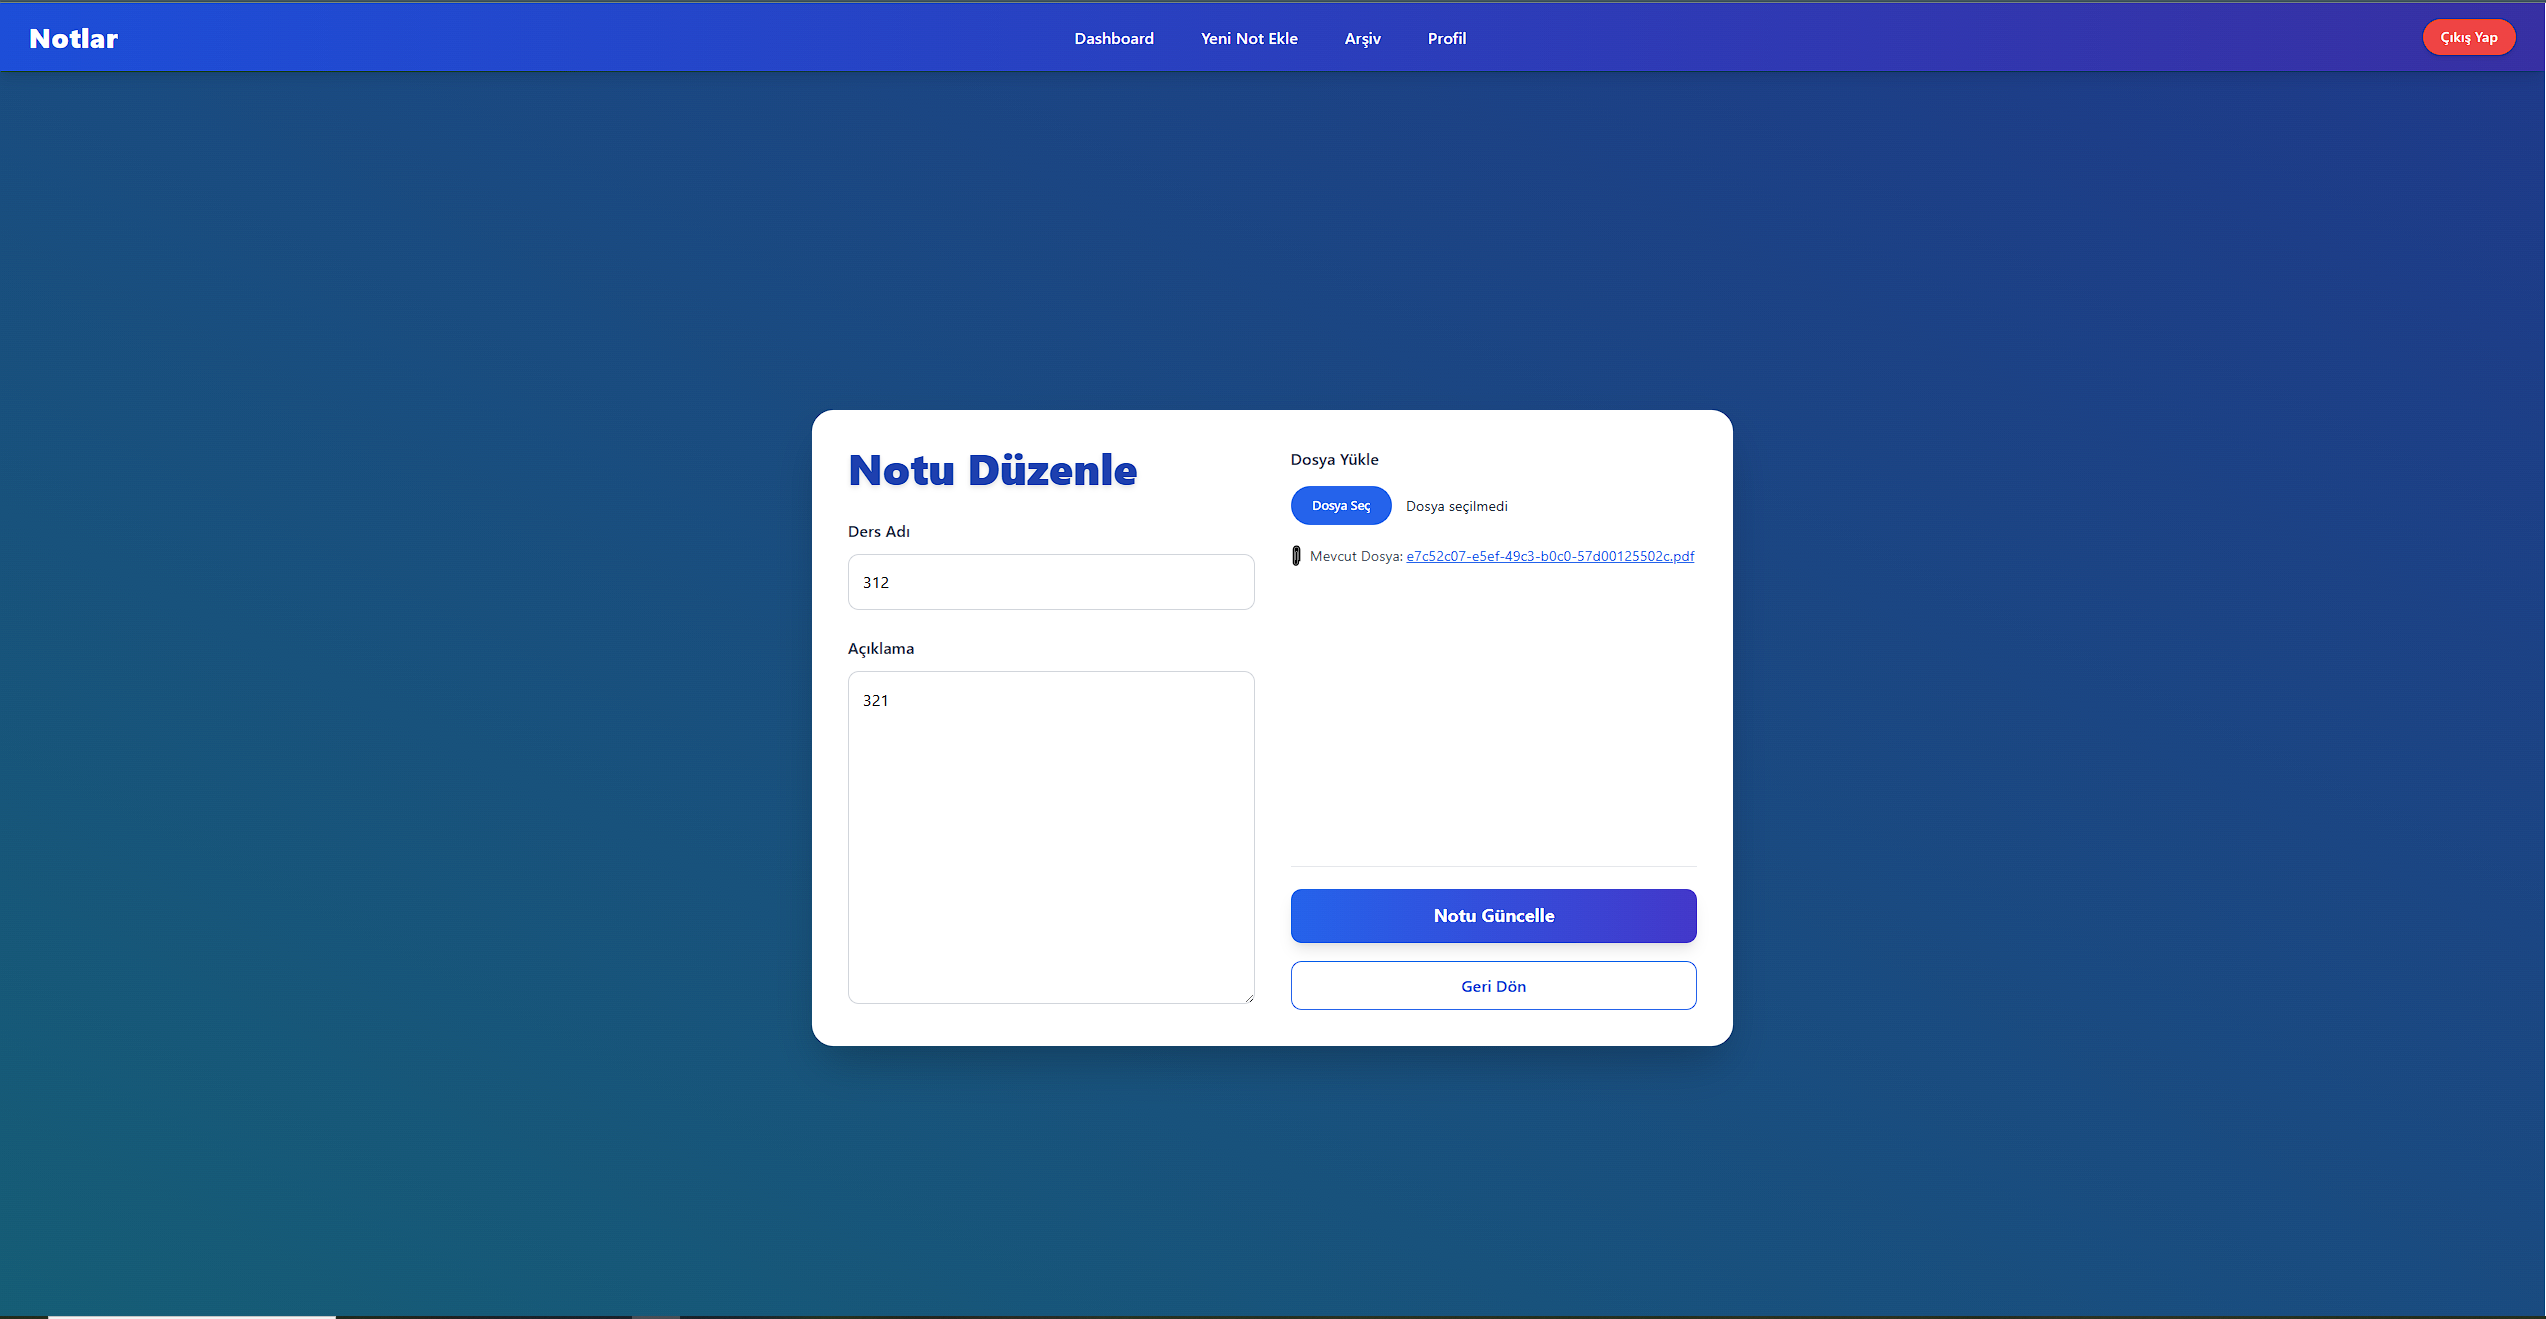 Notlar
Dashboard
Yeni Not Ekle
Arşiv
Profil
Çıkış Yap
Notu Düzenle
Ders Adı
312
Açıklama
321
Dosya Yükle
Dosya Seç
Dosya seçilmedi
Mevcut Dosya: e7c52c07-e5ef-49c3-b0c0-57d00125502c.pdf
Notu Güncelle
Geri Dön